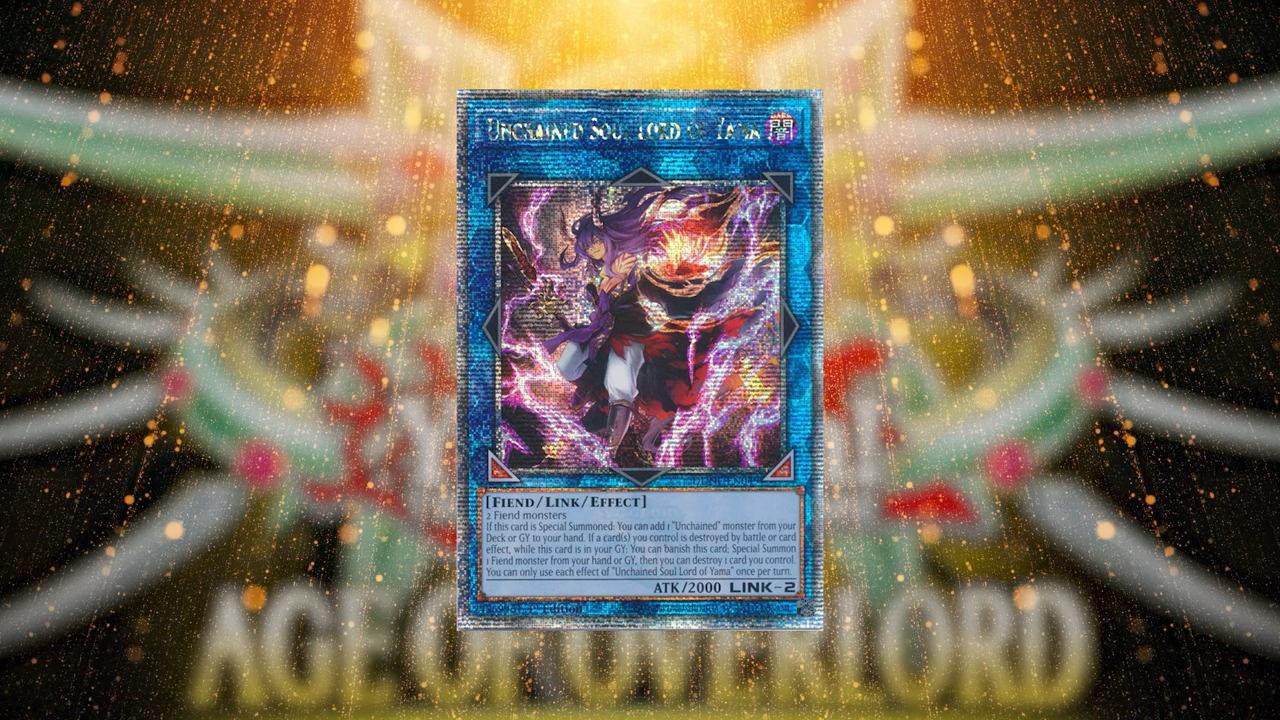 UNCHAINED SOUL LORD OF YAMA 闇
[FIEND/LINK/EFFECT]
2 Fiend monsters
If this card is Special Summoned: You can add 1 "Unchained" monster from your
Deck or GY to your hand. If a card(s) you control is destroyed by battle or card
effect, while this card is in your GY: You can banish this card; Special Summon
1 Fiend monster from your hand or GY, then you can destroy 1 card you control.
You can only use each effect of "Unchained Soul Lord of Yama" once per turn.
ATK/2000 LINK-2
Edition
AGE OF OVERLORD